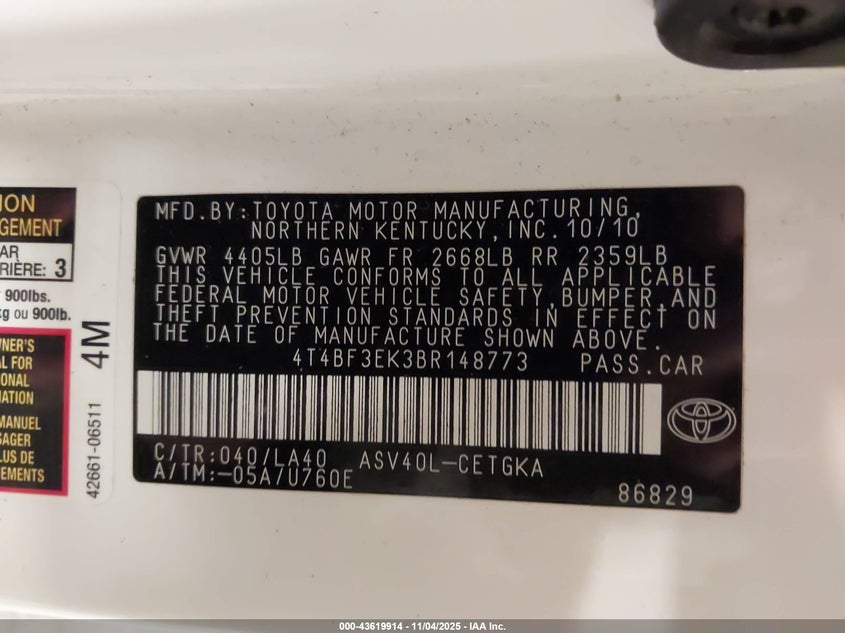 ION
GEMENT
AR
RIÈRE: 3
900lbs.
kg ou 900lb.
4M
42661-06511
WNER'S
AL FOR
ONAL
MATION
MANUEL
SAGER
LUS DE
EMENTS
MFD.BY:TOYOTA MOTOR MANUFACTURING,
NORTHERN KENTUCKY,INC.10/10
GVWR 4405LB GAWR FR 2668LB RR 2359LB
THIS VEHICLE CONFORMS TO ALL APPLICABLE
FEDERAL MOTOR VEHICLE SAFETY,BUMPER,AND
THEFT PREVENTION STANDARDS IN EFFECT ON
THE DATE OF MANUFACTURE SHOWN ABOVE.
4T4BF3EK3BR148773 PASS.CAR
C/TR:040/LA40 ASV40L-CETGKA
A/TM:-05A/U760E
86829
000-43619914 - 11/04/2025 - IAA Inc.